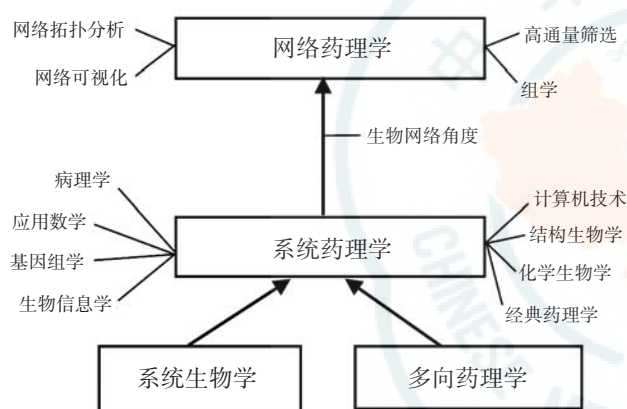 网络拓扑分析
网络可视化
网络药理学
高通量筛选
组学
生物网络角度
病理学
应用数学
基因组学
生物信息学
系统药理学
计算机技术
结构生物学
化学生物学
经典药理学
系统生物学
多向药理学
CHINESE